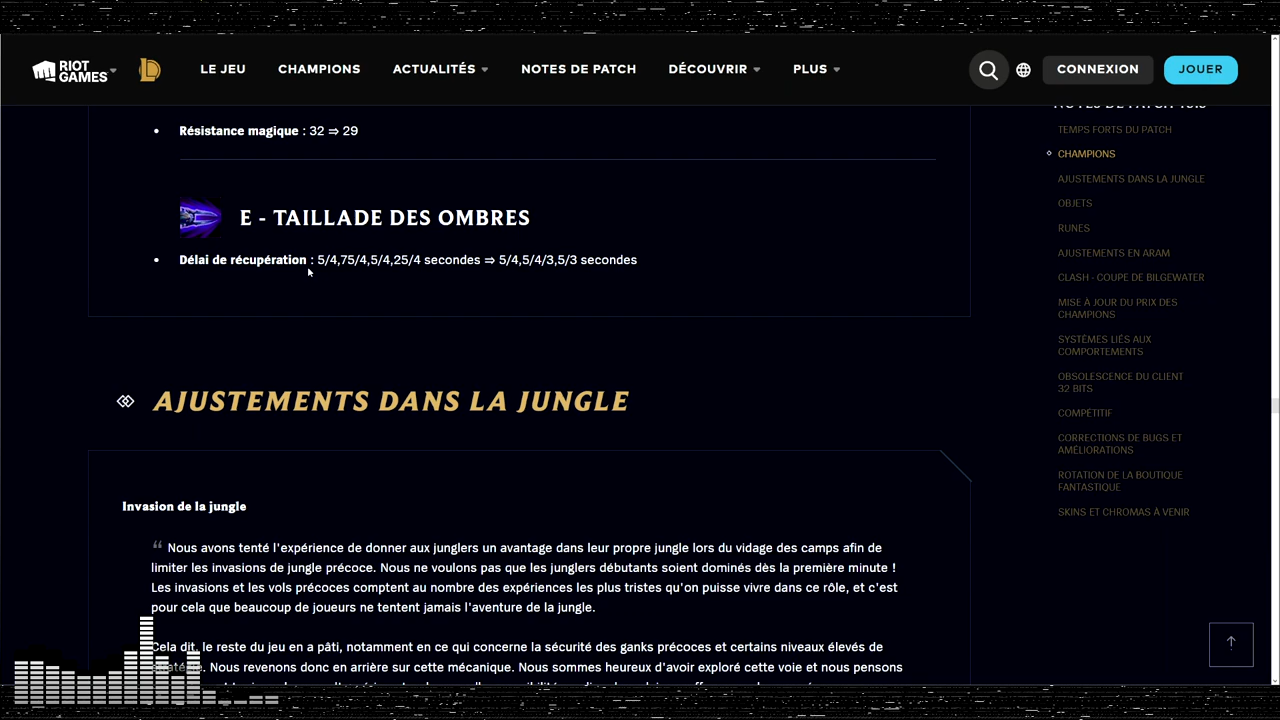 RIOT GAMES
LE JEU
CHAMPIONS
ACTUALITÉS
NOTES DE PATCH
DÉCOUVRIR
PLUS
CONNEXION
JOUER
Résistance magique : 32 ⇒ 29
E - TAILLADE DES OMBRES
Délai de récupération : 5/4,75/4,5/4,25/4 secondes ⇒ 5/4,5/4/3,5/3 secondes
AJUSTEMENTS DANS LA JUNGLE
Invasion de la jungle
“ Nous avons tenté l'expérience de donner aux junglers un avantage dans leur propre jungle lors du vidage des camps afin de
limiter les invasions de jungle précoce. Nous ne voulons pas que les junglers débutants soient dominés dès la première minute !
Les invasions et les vols précoces comptent au nombre des expériences les plus tristes qu'on puisse vivre dans ce rôle, et c'est
pour cela que beaucoup de joueurs ne tentent jamais l'aventure de la jungle.
Cela dit, le reste du jeu en a pâti, notamment en ce qui concerne la sécurité des ganks précoces et certains niveaux élevés de
Nous revenons donc en arrière sur cette mécanique. Nous sommes heureux d'avoir exploré cette voie et nous pensons
NOTES DE PATCH
TEMPS FORTS DU PATCH
CHAMPIONS
AJUSTEMENTS DANS LA JUNGLE
OBJETS
RUNES
AJUSTEMENTS EN ARAM
CLASH - COUPE DE BILGEWATER
MISE À JOUR DU PRIX DES
CHAMPIONS
SYSTÈMES LIÉS AUX
COMPORTEMENTS
OBSOLESCENCE DU CLIENT
32 BITS
COMPÉTITIF
CORRECTIONS DE BUGS ET
AMÉLIORATIONS
ROTATION DE LA BOUTIQUE
FANTASTIQUE
SKINS ET CHROMAS À VENIR